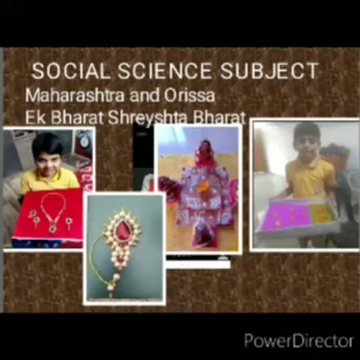 SOCIAL SCIENCE SUBJECT
Maharashtra and Orissa
Ek Bharat Shreyshta Bharat
PowerDirector